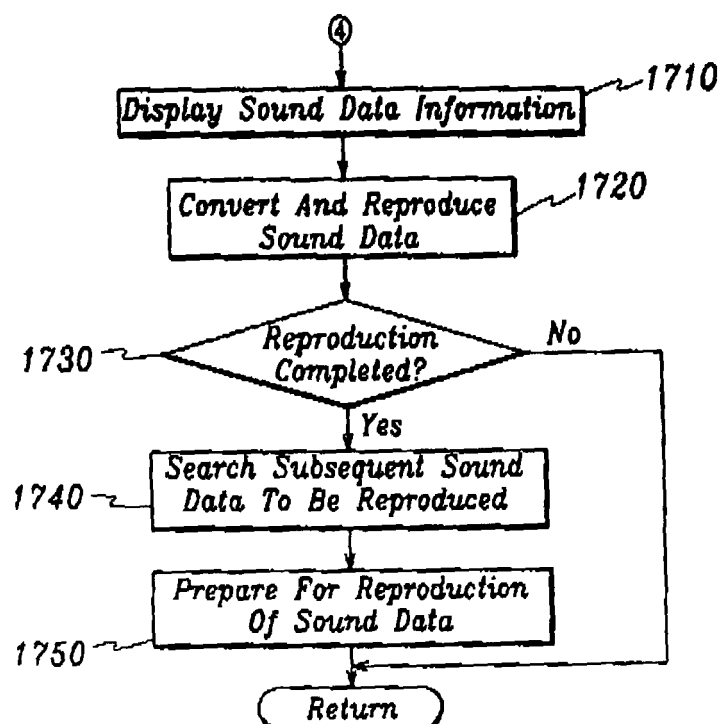 4
Display Sound Data Information
1710
Convert And Reproduce
Sound Data
1720
Reproduction
Completed?
No
1730
Yes
Search Subsequent Sound
Data To Be Reproduced
1740
Prepare For Reproduction
Of Sound Data
1750
Return